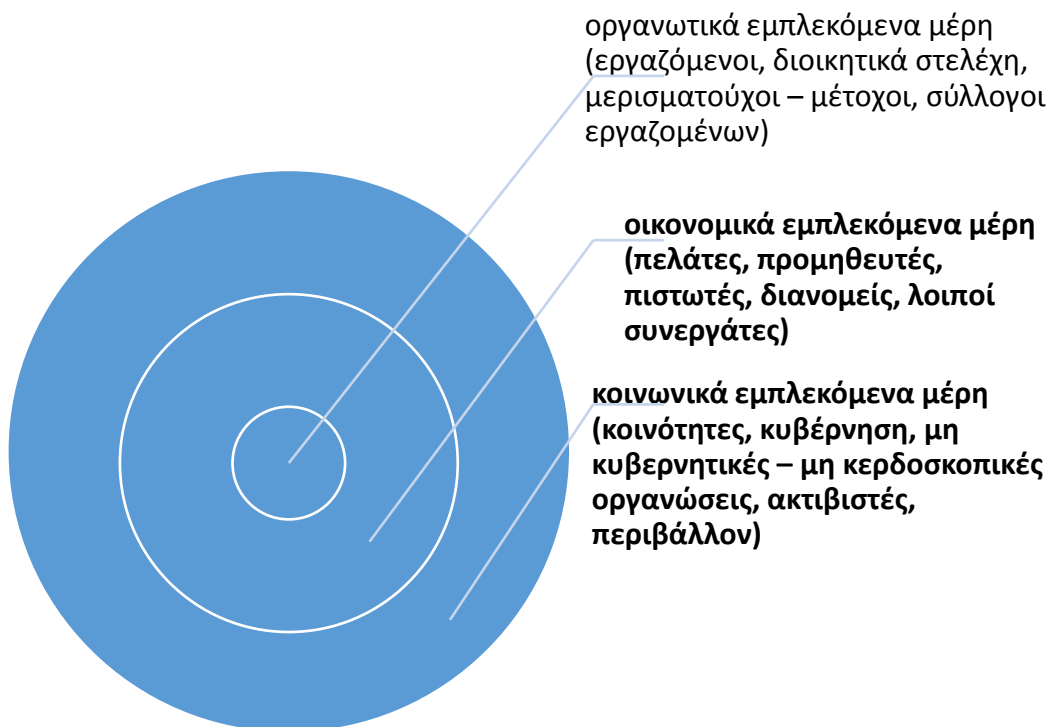 οργανωτικά εμπλεκόμενα μέρη
(εργαζόμενοι, διοικητικά στελέχη,
μερισματούχοι – μέτοχοι, σύλλογοι
εργαζομένων)
οικονομικά εμπλεκόμενα μέρη
(πελάτες, προμηθευτές,
πιστωτές, διανομείς, λοιποί
συνεργάτες)
κοινωνικά εμπλεκόμενα μέρη
(κοινότητες, κυβέρνηση, μη
κυβερνητικές – μη κερδοσκοπικές
οργανώσεις, ακτιβιστές,
περιβάλλον)